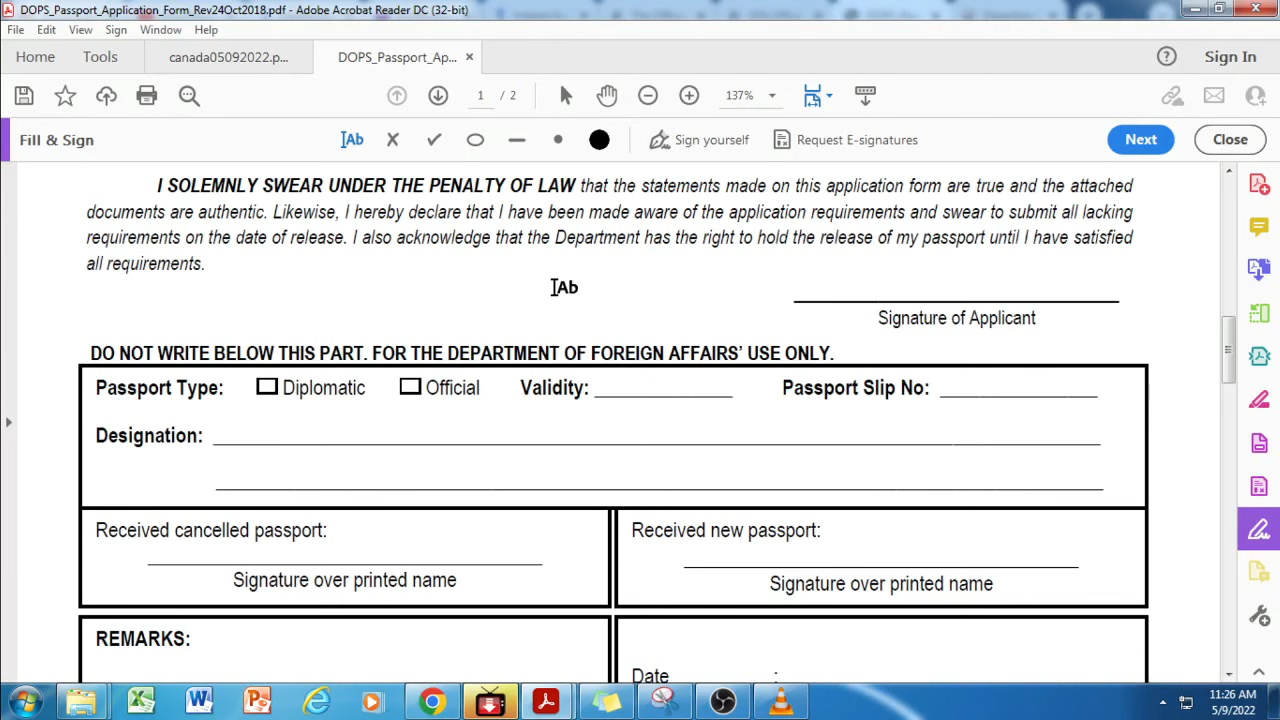 DOPS_Passport_Application_Form_Rev24Oct2018.pdf - Adobe Acrobat Reader DC (32-bit)
File Edit View Sign Window Help
Home Tools canada05092022.p... DOPS_Passport_Ap... ×
Sign In
1 / 2 137%
Fill & Sign Ab Sign yourself Request E-signatures Next Close
I SOLEMNLY SWEAR UNDER THE PENALTY OF LAW that the statements made on this application form are true and the attached
documents are authentic. Likewise, I hereby declare that I have been made aware of the application requirements and swear to submit all lacking
requirements on the date of release. I also acknowledge that the Department has the right to hold the release of my passport until I have satisfied
all requirements.
Ab
Signature of Applicant
DO NOT WRITE BELOW THIS PART. FOR THE DEPARTMENT OF FOREIGN AFFAIRS' USE ONLY.
Passport Type: Diplomatic Official Validity: ______________ Passport Slip No: ________________
Designation:
Received cancelled passport: Received new passport:
Signature over printed name Signature over printed name
REMARKS:
Date :
11:26 AM
5/9/2022